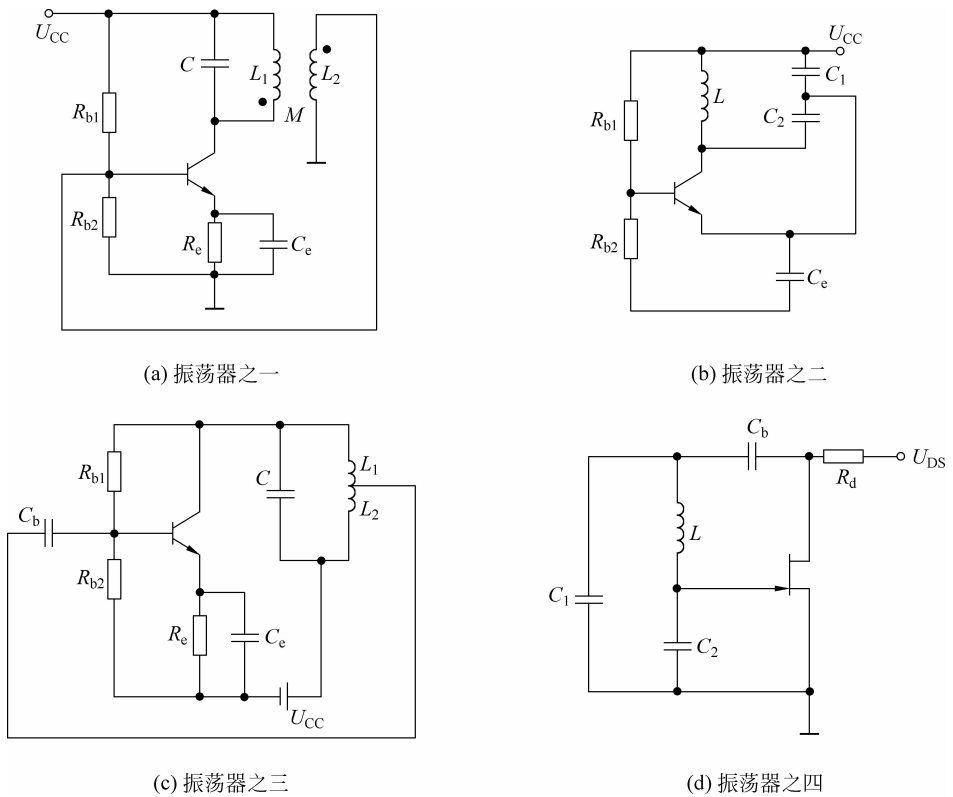 U_CC
C
L_1
L_2
M
R_b1
R_b2
R_e
C_e
(a) 振荡器之一
U_CC
C_1
L
C_2
R_b1
R_b2
C_e
(b) 振荡器之二
R_b1
C
L_1
L_2
C_b
R_b2
R_e
C_e
U_CC
(c) 振荡器之三
C_b
U_DS
R_d
L
C_1
C_2
(d) 振荡器之四